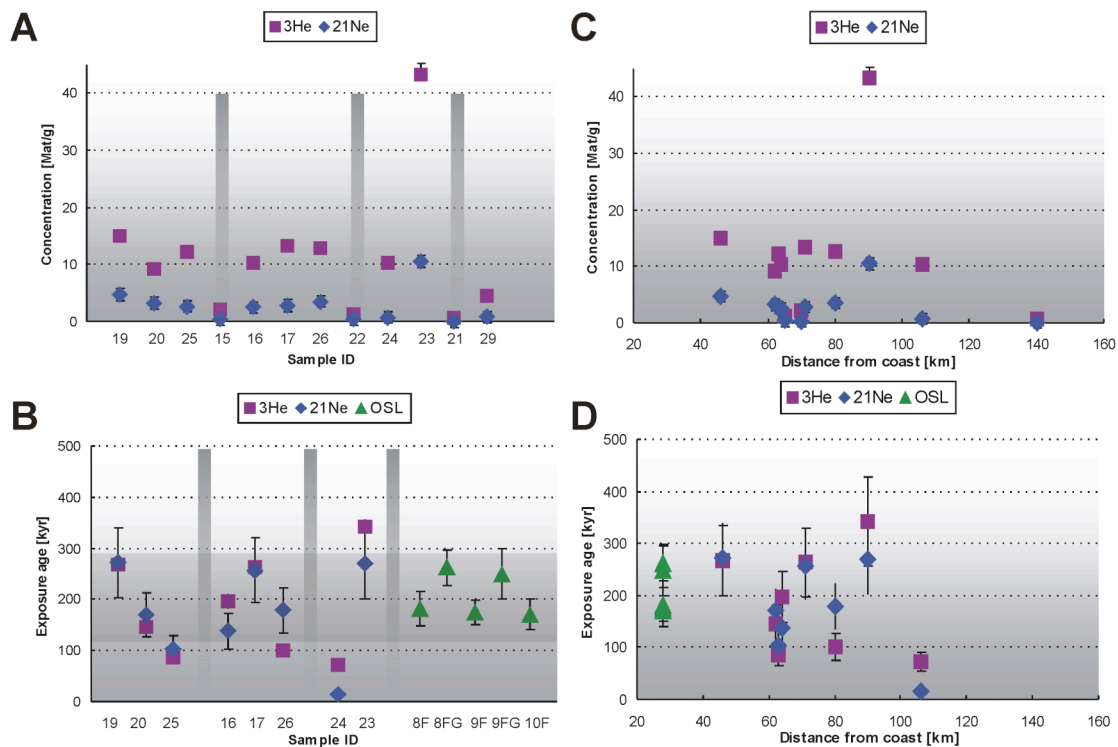 A
3He 21Ne
Concentration [Mat/g]
40
30
20
10
0
19 20 25 15 16 17 26 22 24 23 21 29
Sample ID
C
3He 21Ne
Concentration [Mat/g]
40
30
20
10
0
20 40 60 80 100 120 140 160
Distance from coast [km]
B
3He 21Ne OSL
Exposure age [kyr]
500
400
300
200
100
0
19 20 25 16 17 26 24 23 8F 8FG 9F 9FG 10F
Sample ID
D
3He 21Ne OSL
Exposure age [kyr]
500
400
300
200
100
0
20 40 60 80 100 120 140 160
Distance from coast [km]